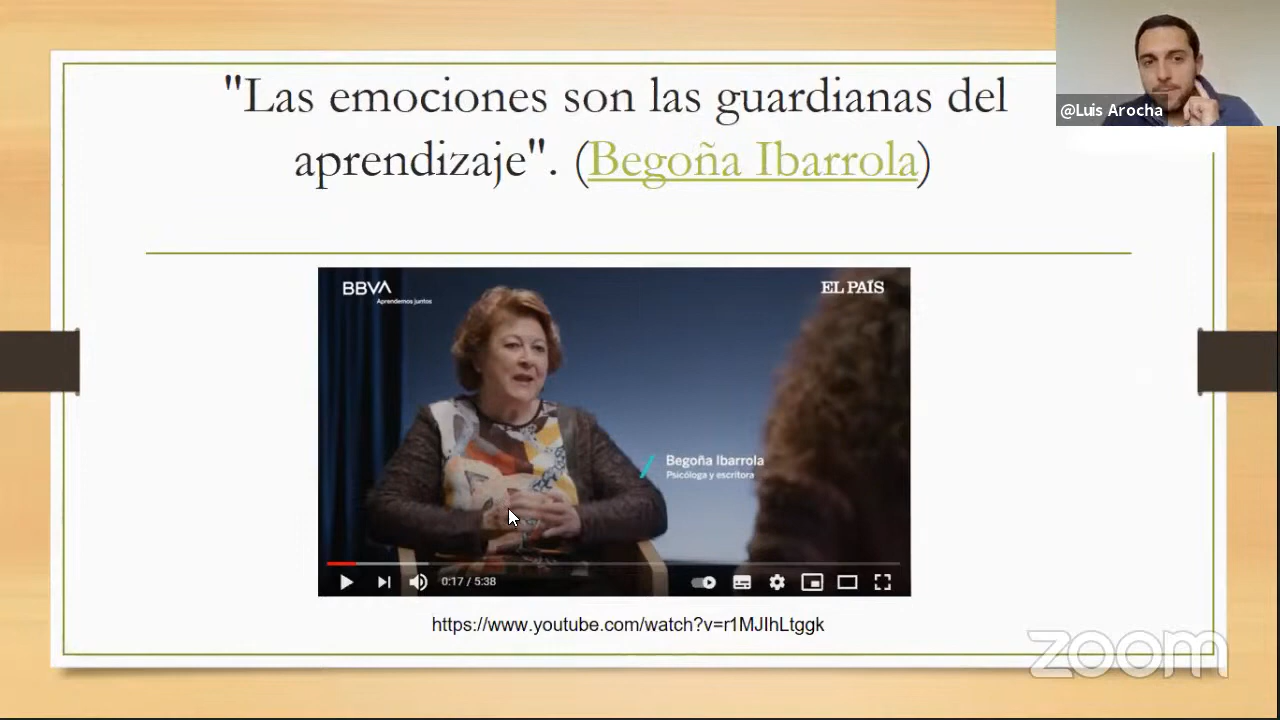 "Las emociones son las guardianas del
aprendizaje". (Begoña Ibarrola)
@Luis Arocha
BBVA
Aprendemos juntos
EL PAÍS
Begoña Ibarrola
Psicóloga y escritora
0:17 / 5:38
https://www.youtube.com/watch?v=r1MJIhLtggk
zoom